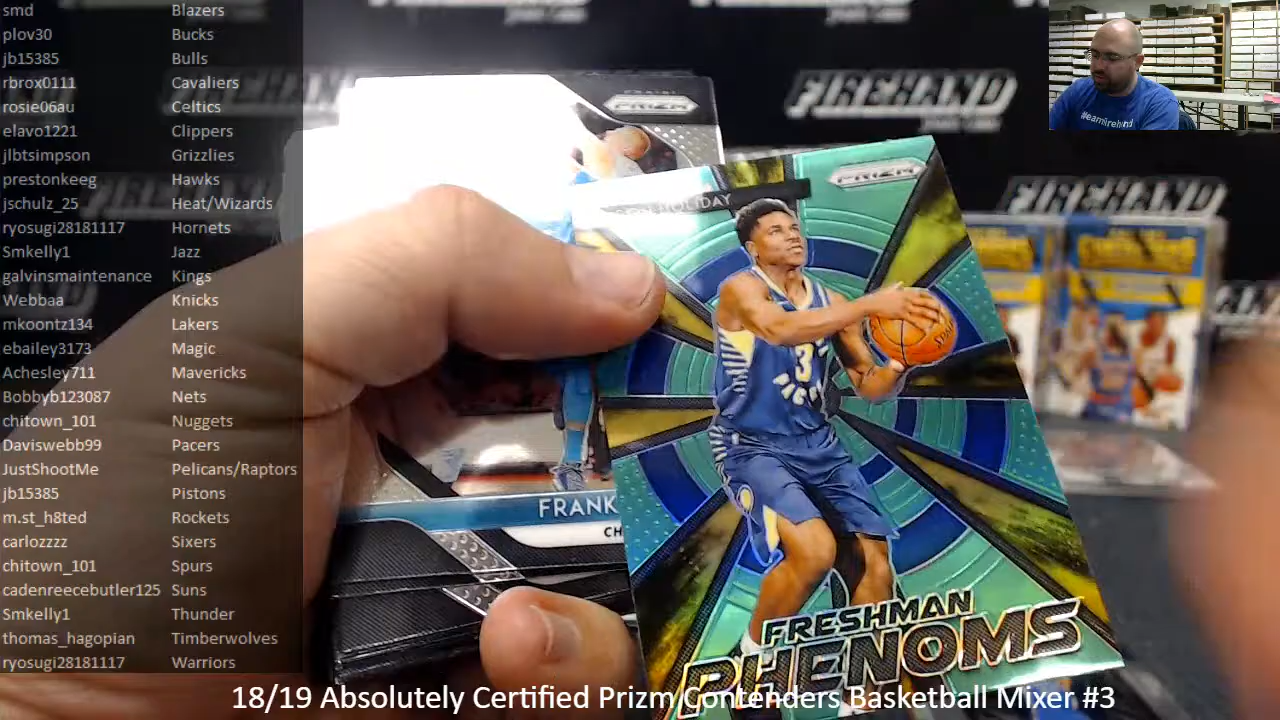 smd Blazers
plov30 Bucks
jb15385 Bulls
rbrox0111 Cavaliers
rosie06au Celtics
elavo1221 Clippers
jlbtsimpson Grizzlies
prestonkeeg Hawks
jschulz_25 Heat/Wizards
ryosugi28181117 Hornets
Smkelly1 Jazz
galvinsmaintenance Kings
Webbaa Knicks
mkoontz134 Lakers
ebailey3173 Magic
Achesley711 Mavericks
Bobbyb123087 Nets
chitown_101 Nuggets
Daviswebb99 Pacers
JustShootMe Pelicans/Raptors
jb15385 Pistons
m.st_h8ted Rockets
carlozzzz Sixers
chitown_101 Spurs
cadenreecebutler125 Suns
Smkelly1 Thunder
thomas_hagopian Timberwolves
ryosugi28181117 Warriors
PANINI
PRIZM
FIREHAND
PRIZM
HOLIDAY
3
FRANK
CH
FRESHMAN
PHENOMS
FIREHAND
18/19 Absolutely Certified Prizm Contenders Basketball Mixer #3